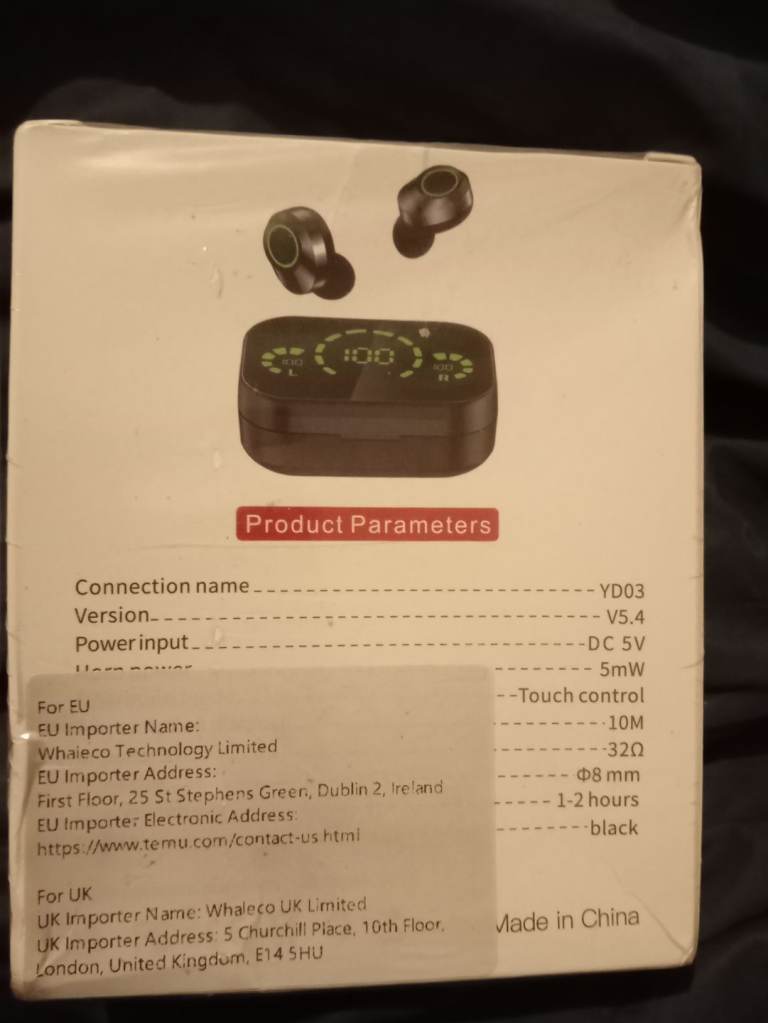 100
100
100
L
R
Product Parameters
Connection name YD03
Version V5.4
Power input DC 5V
Horn power 5mW
Touch control
10M
32Ω
Φ8 mm
1-2 hours
black
For EU
EU Importer Name:
Whaleco Technology Limited
EU Importer Address:
First Floor, 25 St Stephens Green, Dublin 2, Ireland
EU Importer Electronic Address:
https://www.temu.com/contact-us.html
For UK
UK Importer Name: Whaleco UK Limited
UK Importer Address: 5 Churchill Place, 10th Floor,
London, United Kingdom, E14 5HU
Made in China